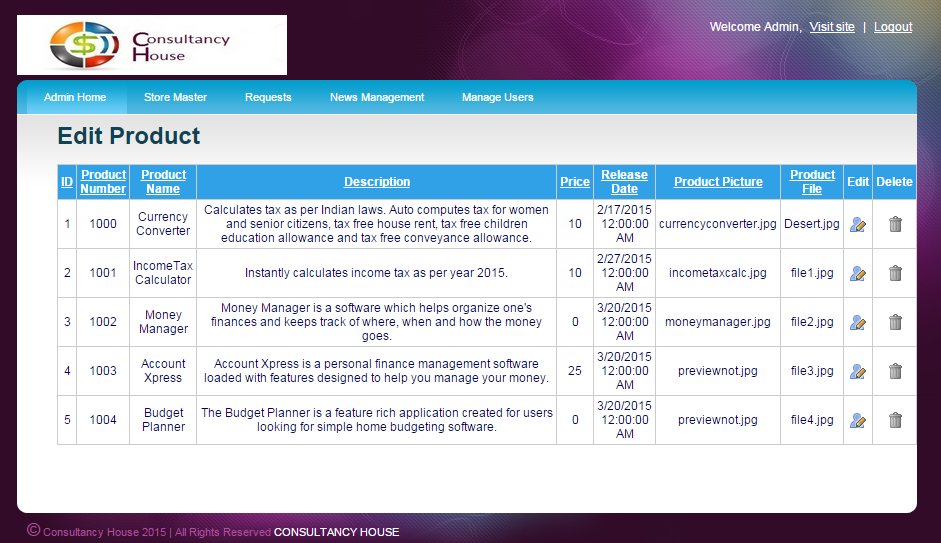 Consultancy
House
Welcome Admin, Visit site | Logout
Admin Home Store Master Requests News Management Manage Users
Edit Product
ID Product Number Product Name Description Price Release Date Product Picture Product File Edit Delete
1 1000 Currency Converter Calculates tax as per Indian laws. Auto computes tax for women and senior citizens, tax free house rent, tax free children education allowance and tax free conveyance allowance. 10 2/17/2015 12:00:00 AM currencyconverter.jpg Desert.jpg
2 1001 IncomeTax Calculator Instantly calculates income tax as per year 2015. 10 2/27/2015 12:00:00 AM incometaxcalc.jpg file1.jpg
3 1002 Money Manager Money Manager is a software which helps organize one's finances and keeps track of where, when and how the money goes. 0 3/20/2015 12:00:00 AM moneymanager.jpg file2.jpg
4 1003 Account Xpress Account Xpress is a personal finance management software loaded with features designed to help you manage your money. 25 3/20/2015 12:00:00 AM previewnot.jpg file3.jpg
5 1004 Budget Planner The Budget Planner is a feature rich application created for users looking for simple home budgeting software. 0 3/20/2015 12:00:00 AM previewnot.jpg file4.jpg
© Consultancy House 2015 | All Rights Reserved CONSULTANCY HOUSE